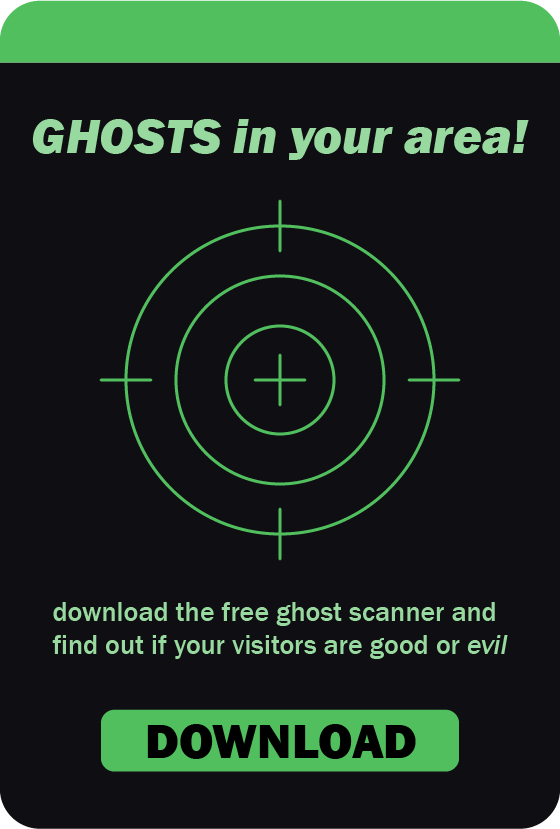 GHOSTS in your area!
download the free ghost scanner and
find out if your visitors are good or evil
DOWNLOAD